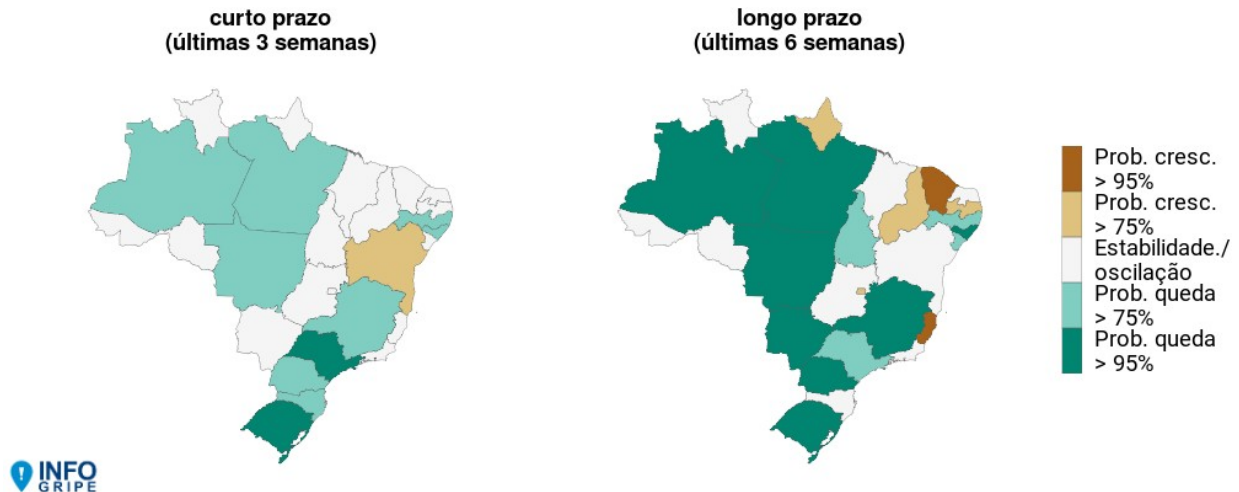 curto prazo
(últimas 3 semanas)
longo prazo
(últimas 6 semanas)
Prob. cresc.
> 95%
Prob. cresc.
> 75%
Estabilidade./
oscilação
Prob. queda
> 75%
Prob. queda
> 95%
INFO
GRIPE